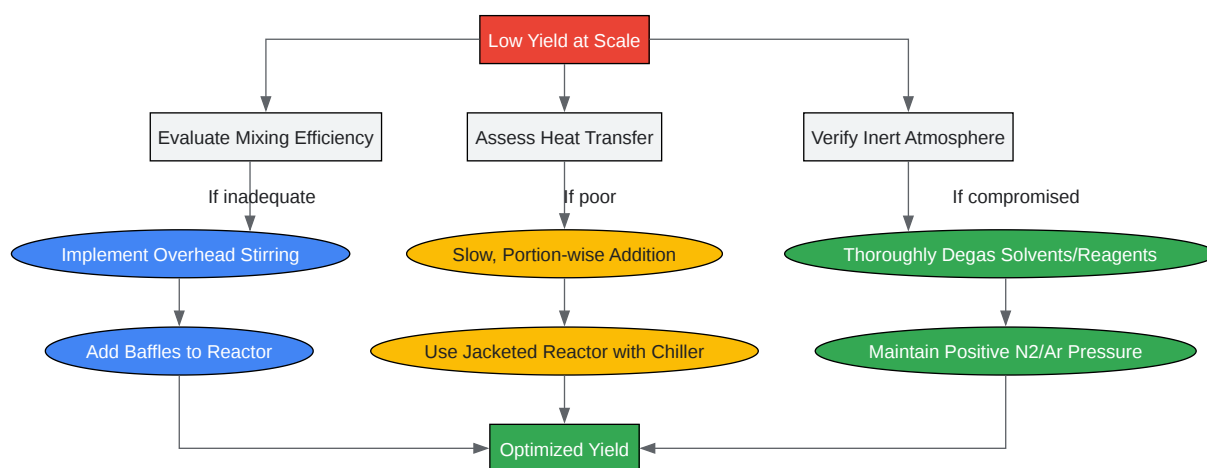 Low Yield at Scale
Evaluate Mixing Efficiency
Assess Heat Transfer
Verify Inert Atmosphere
If inadequate
If poor
If compromised
Implement Overhead Stirring
Slow, Portion-wise Addition
Thoroughly Degas Solvents/Reagents
Add Baffles to Reactor
Use Jacketed Reactor with Chiller
Maintain Positive N2/Ar Pressure
Optimized Yield